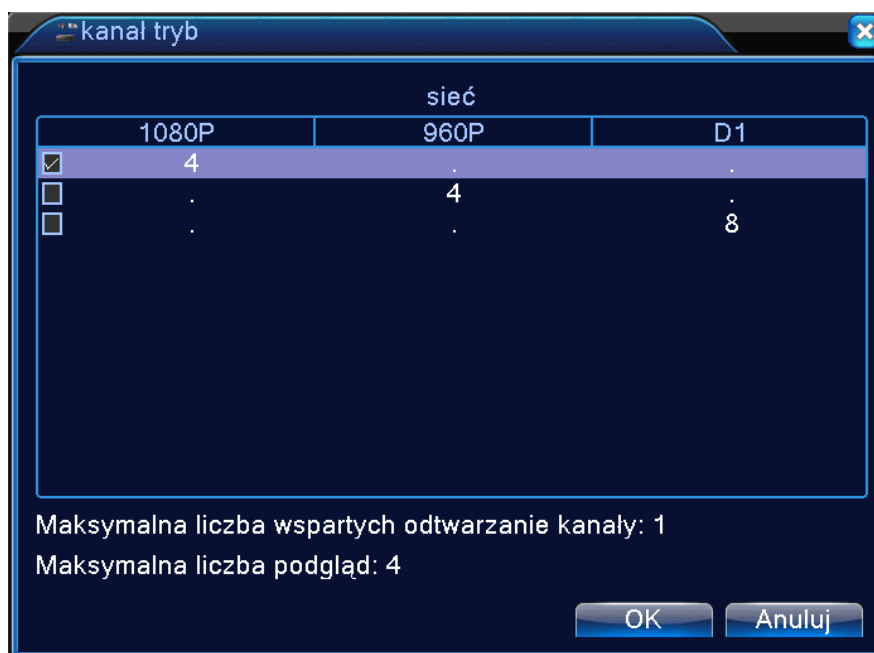 kanał tryb
sieć
1080P 960P D1
4 . .
. 4 .
. . 8
Maksymalna liczba wspartych odtwarzanie kanały: 1
Maksymalna liczba podgląd: 4
OK Anuluj